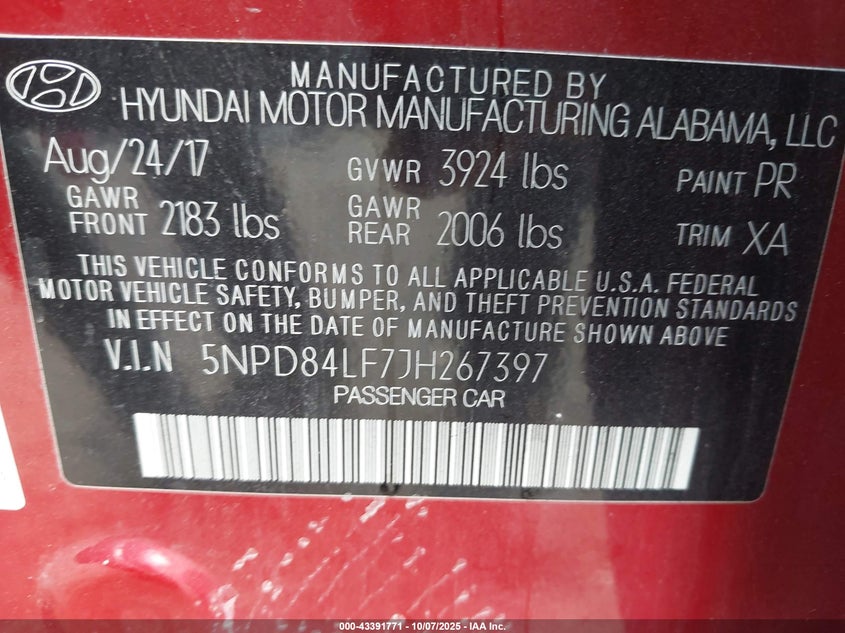 MANUFACTURED BY
HYUNDAI MOTOR MANUFACTURING ALABAMA, LLC
Aug/24/17 GVWR 3924 lbs PAINT PR
GAWR FRONT 2183 lbs GAWR REAR 2006 lbs TRIM XA
THIS VEHICLE CONFORMS TO ALL APPLICABLE U.S.A. FEDERAL
MOTOR VEHICLE SAFETY, BUMPER, AND THEFT PREVENTION STANDARDS
IN EFFECT ON THE DATE OF MANUFACTURE SHOWN ABOVE
V.I.N 5NPD84LF7JH267397
PASSENGER CAR
000-43391771 - 10/07/2025 - IAA Inc.